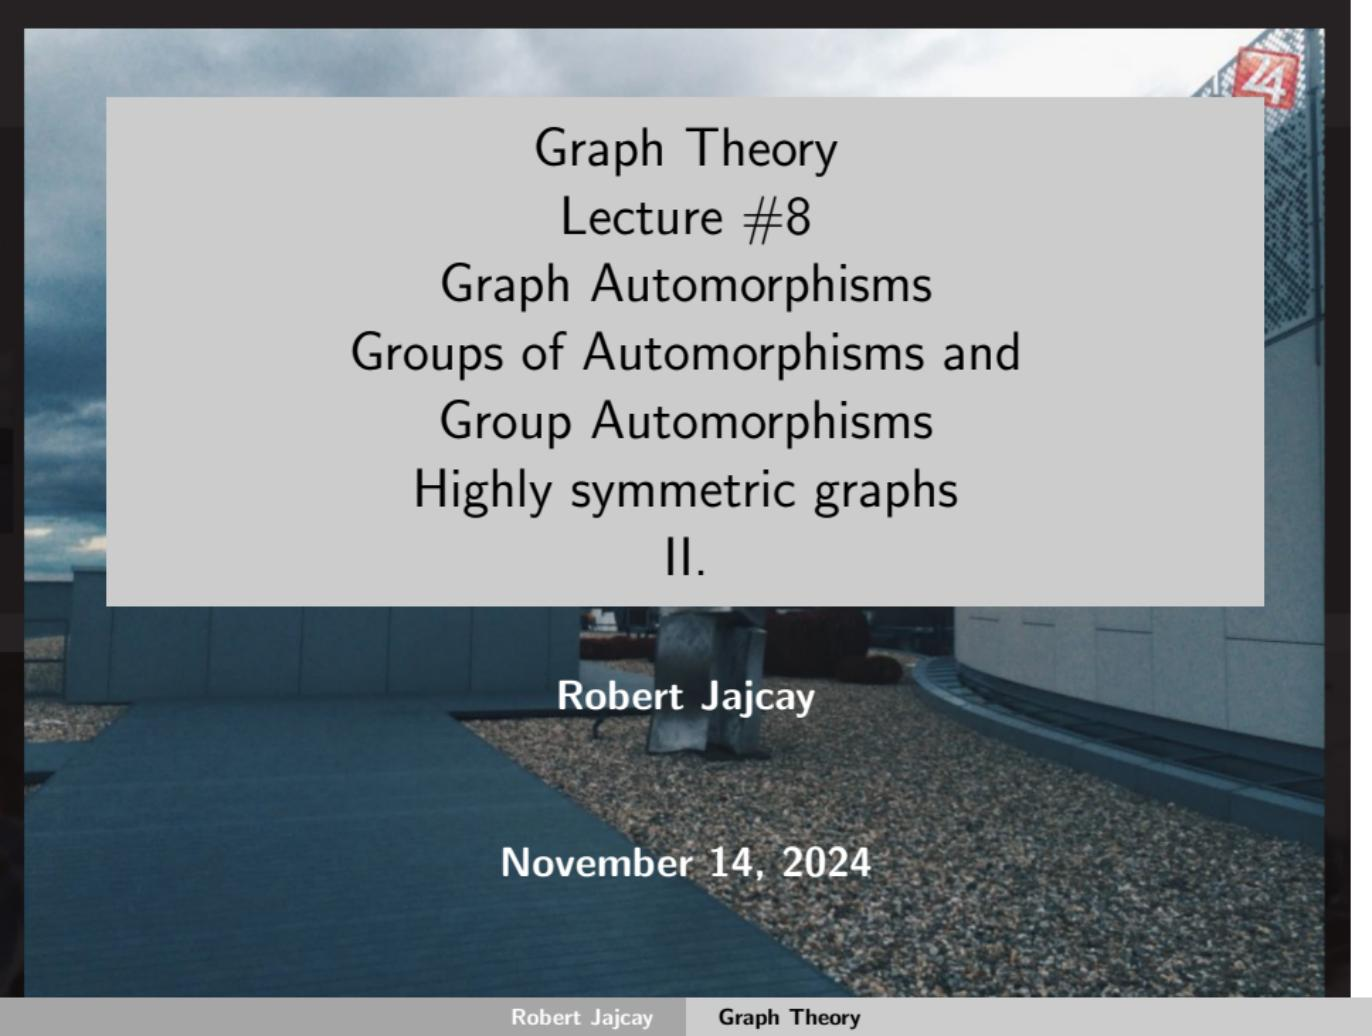 24
Graph Theory
Lecture #8
Graph Automorphisms
Groups of Automorphisms and
Group Automorphisms
Highly symmetric graphs
II.
Robert Jajcay
November 14, 2024
Robert Jajcay Graph Theory